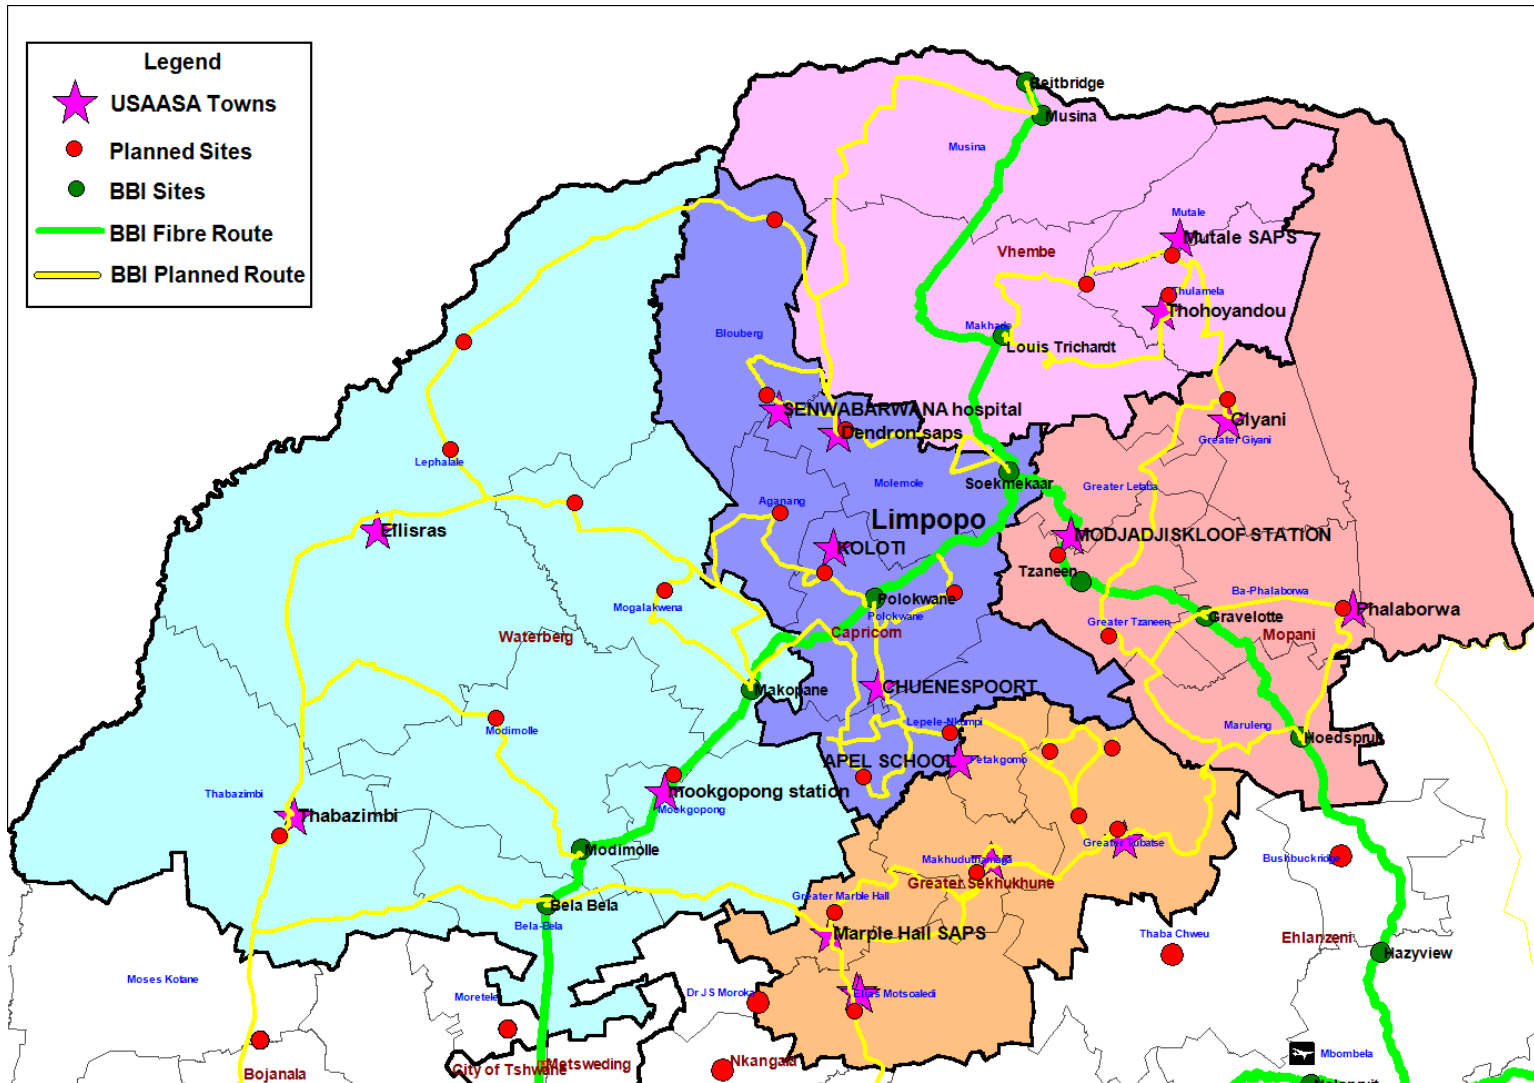 Legend
USAASA Towns
Planned Sites
BBI Sites
BBI Fibre Route
BBI Planned Route
Beitbridge
Musina
Musina
Mutale
Mutale SAPS
Vhembe
Thulamela
Thohoyandou
Makhado
Louis Trichardt
Blouberg
SENWABARWANA hospital
Dendron saps
Giyani
Greater Giyani
Lephalale
Soekmekaar
Greater Letaba
Molemole
Aganang
Limpopo
Ellisras
KOLOTI
MODJADJISKLOOF STATION
Tzaneen
Ba-Phalaborwa
Polokwane
Polokwane
Phalaborwa
Mogalakwena
Gravelotte
Greater Tzaneen
Waterberg
Capricorn
Mopani
Makopane
CHUENESPOORT
Lepele-Nkumpi
Maruleng
Modimolle
Hoedspruit
APEL SCHOOL
Fetakgomo
Thabazimbi
mookgopong station
Mookgopong
Thabazimbi
Greater Tubatse
Modimolle
Makhuduthamaga
Bushbuckridge
Greater Sekhukhune
Greater Marble Hall
Bela Bela
Bela-Bela
Marple Hall SAPS
Thaba Chweu
Ehlanzeni
Hazyview
Moses Kotane
Moretele
Dr JS Moroka
Elias Motsoaledi
Mbombela
Nkangala
Metsweding
City of Tshwane
Bojanala